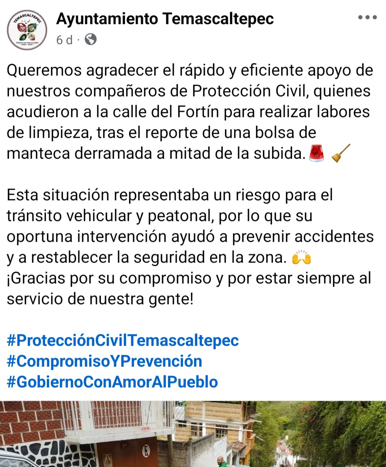 TEMASCALTEPEC
Ayuntamiento Temascaltepec
6 d ·
Queremos agradecer el rápido y eficiente apoyo de
nuestros compañeros de Protección Civil, quienes
acudieron a la calle del Fortín para realizar labores
de limpieza, tras el reporte de una bolsa de
manteca derramada a mitad de la subida.🚨🧹
Esta situación representaba un riesgo para el
tránsito vehicular y peatonal, por lo que su
oportuna intervención ayudó a prevenir accidentes
y a restablecer la seguridad en la zona. 🙌
¡Gracias por su compromiso y por estar siempre al
servicio de nuestra gente!
#ProtecciónCivilTemascaltepec
#CompromisoYPrevención
#GobiernoConAmorAlPueblo